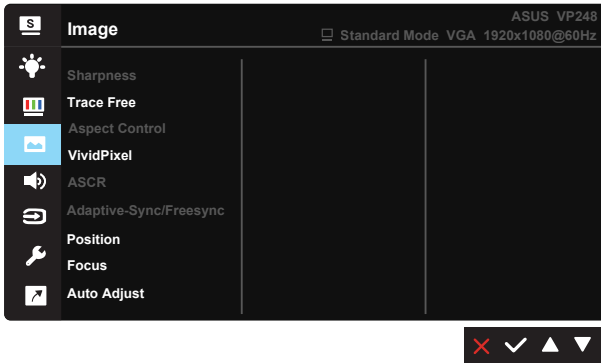 S
Image
ASUS VP248
Standard Mode VGA 1920x1080@60Hz
Sharpness
Trace Free
Aspect Control
VividPixel
ASCR
Adaptive-Sync/Freesync
Position
Focus
Auto Adjust